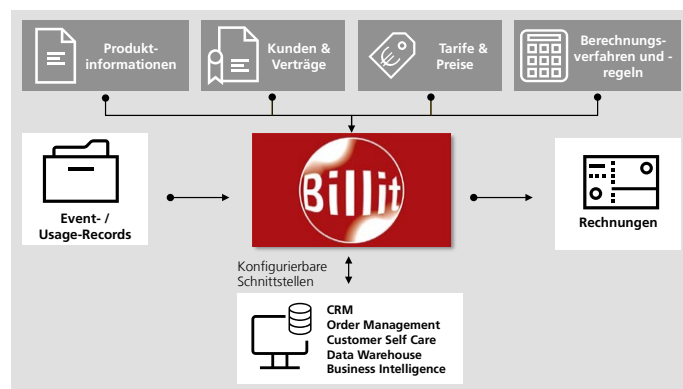 Produkt-
informationen
Kunden &
Verträge
€
Tarife &
Preise
Berechnungs-
verfahren und -
regeln
Event- /
Usage-Records
Billit
Rechnungen
Konfigurierbare
Schnittstellen
CRM
Order Management
Customer Self Care
Data Warehouse
Business Intelligence